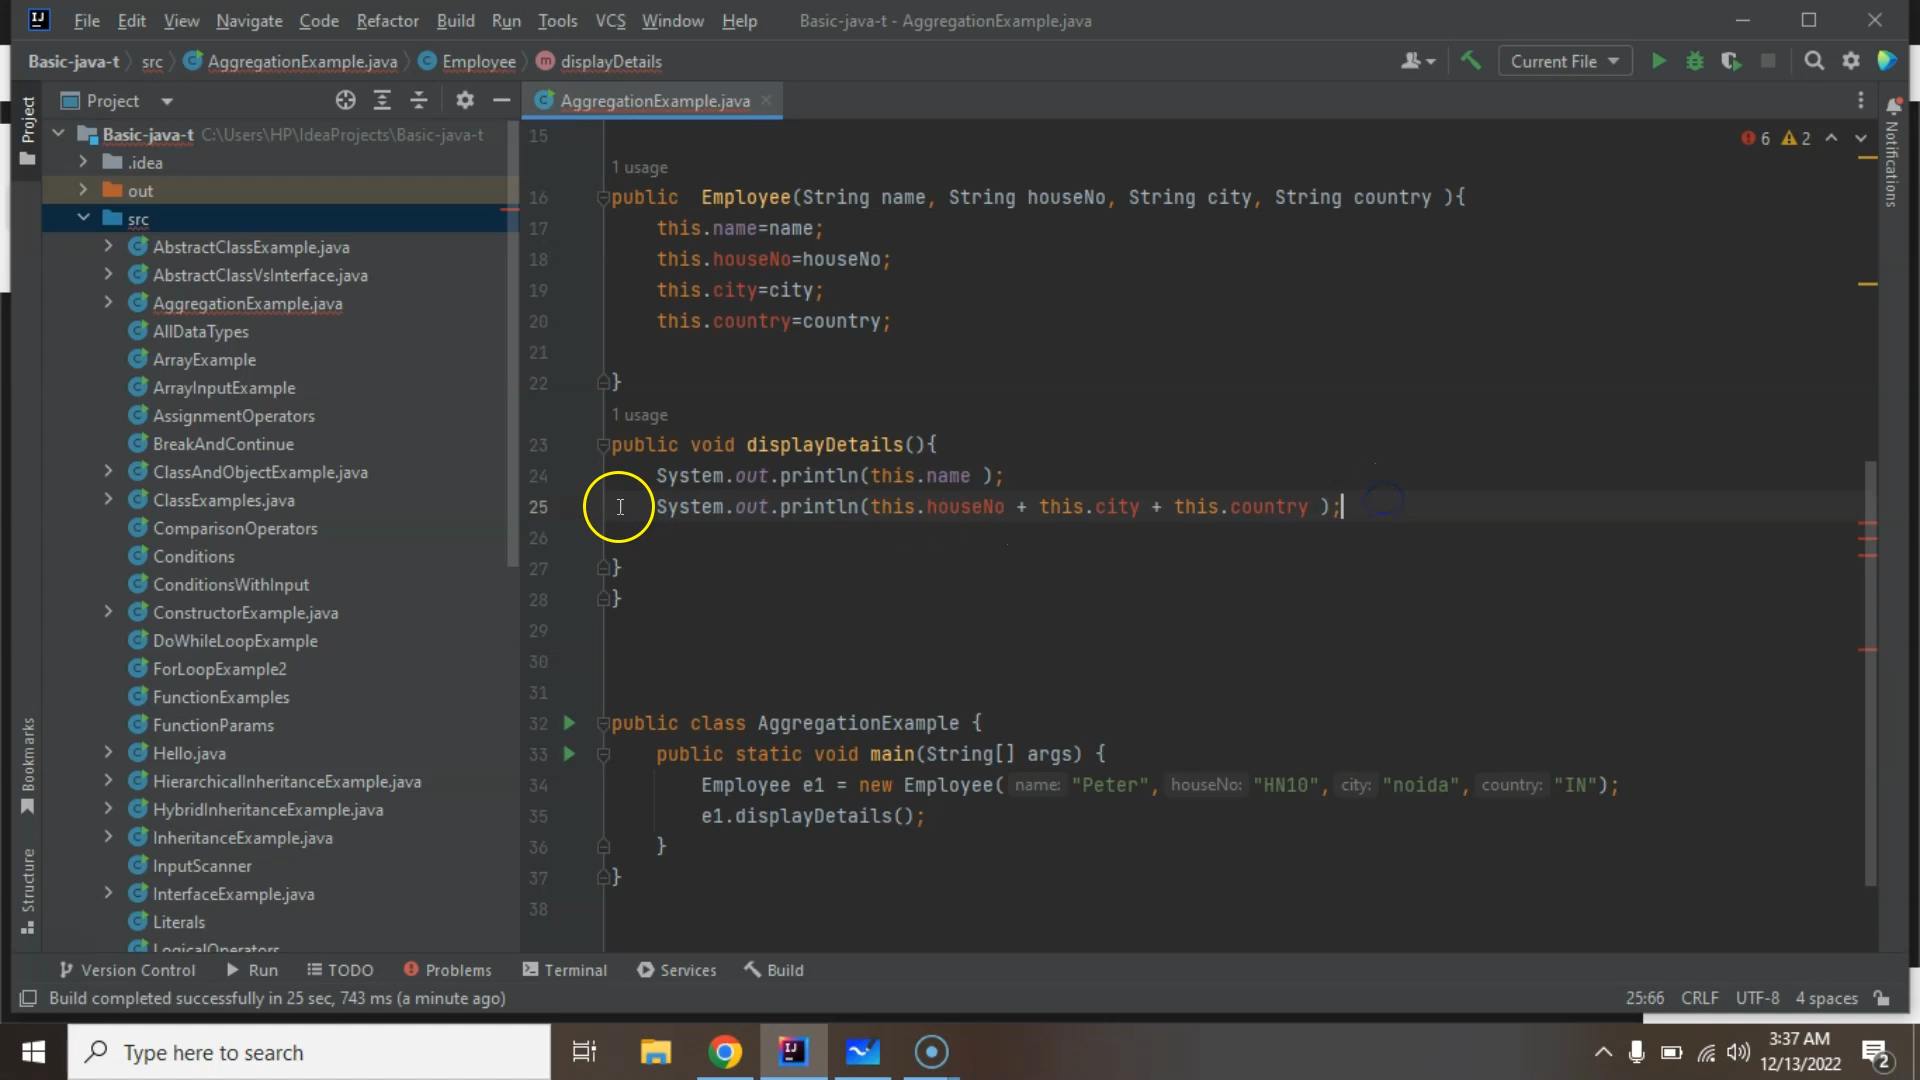 File Edit View Navigate Code Refactor Build Run Tools VCS Window Help Basic-java-t - AggregationExample.java
Basic-java-t src AggregationExample.java Employee displayDetails Current File
Project AggregationExample.java
Project
Basic-java-t C:\Users\HP\IdeaProjects\Basic-java-t
.idea
out
src
AbstractClassExample.java
AbstractClassVsInterface.java
AggregationExample.java
AllDataTypes
ArrayExample
ArrayInputExample
AssignmentOperators
BreakAndContinue
ClassAndObjectExample.java
ClassExamples.java
ComparisonOperators
Conditions
ConditionsWithInput
ConstructorExample.java
DoWhileLoopExample
ForLoopExample2
FunctionExamples
FunctionParams
Hello.java
HierarchicalInheritanceExample.java
HybridInheritanceExample.java
InheritanceExample.java
InputScanner
InterfaceExample.java
Literals
LogicalOperators
Bookmarks
Structure
6 2
Notifications
15
1 usage
16 public Employee(String name, String houseNo, String city, String country ){
17 this.name=name;
18 this.houseNo=houseNo;
19 this.city=city;
20 this.country=country;
21
22 }
1 usage
23 public void displayDetails(){
24 System.out.println(this.name );
25 System.out.println(this.houseNo + this.city + this.country );
26
27 }
28 }
29
30
31
32 public class AggregationExample {
33 public static void main(String[] args) {
34 Employee e1 = new Employee( name: "Peter", houseNo: "HN10", city: "noida", country: "IN");
35 e1.displayDetails();
36 }
37 }
38
Version Control Run TODO Problems Terminal Services Build
Build completed successfully in 25 sec, 743 ms (a minute ago) 25:66 CRLF UTF-8 4 spaces
Type here to search
3:37 AM
12/13/2022
2